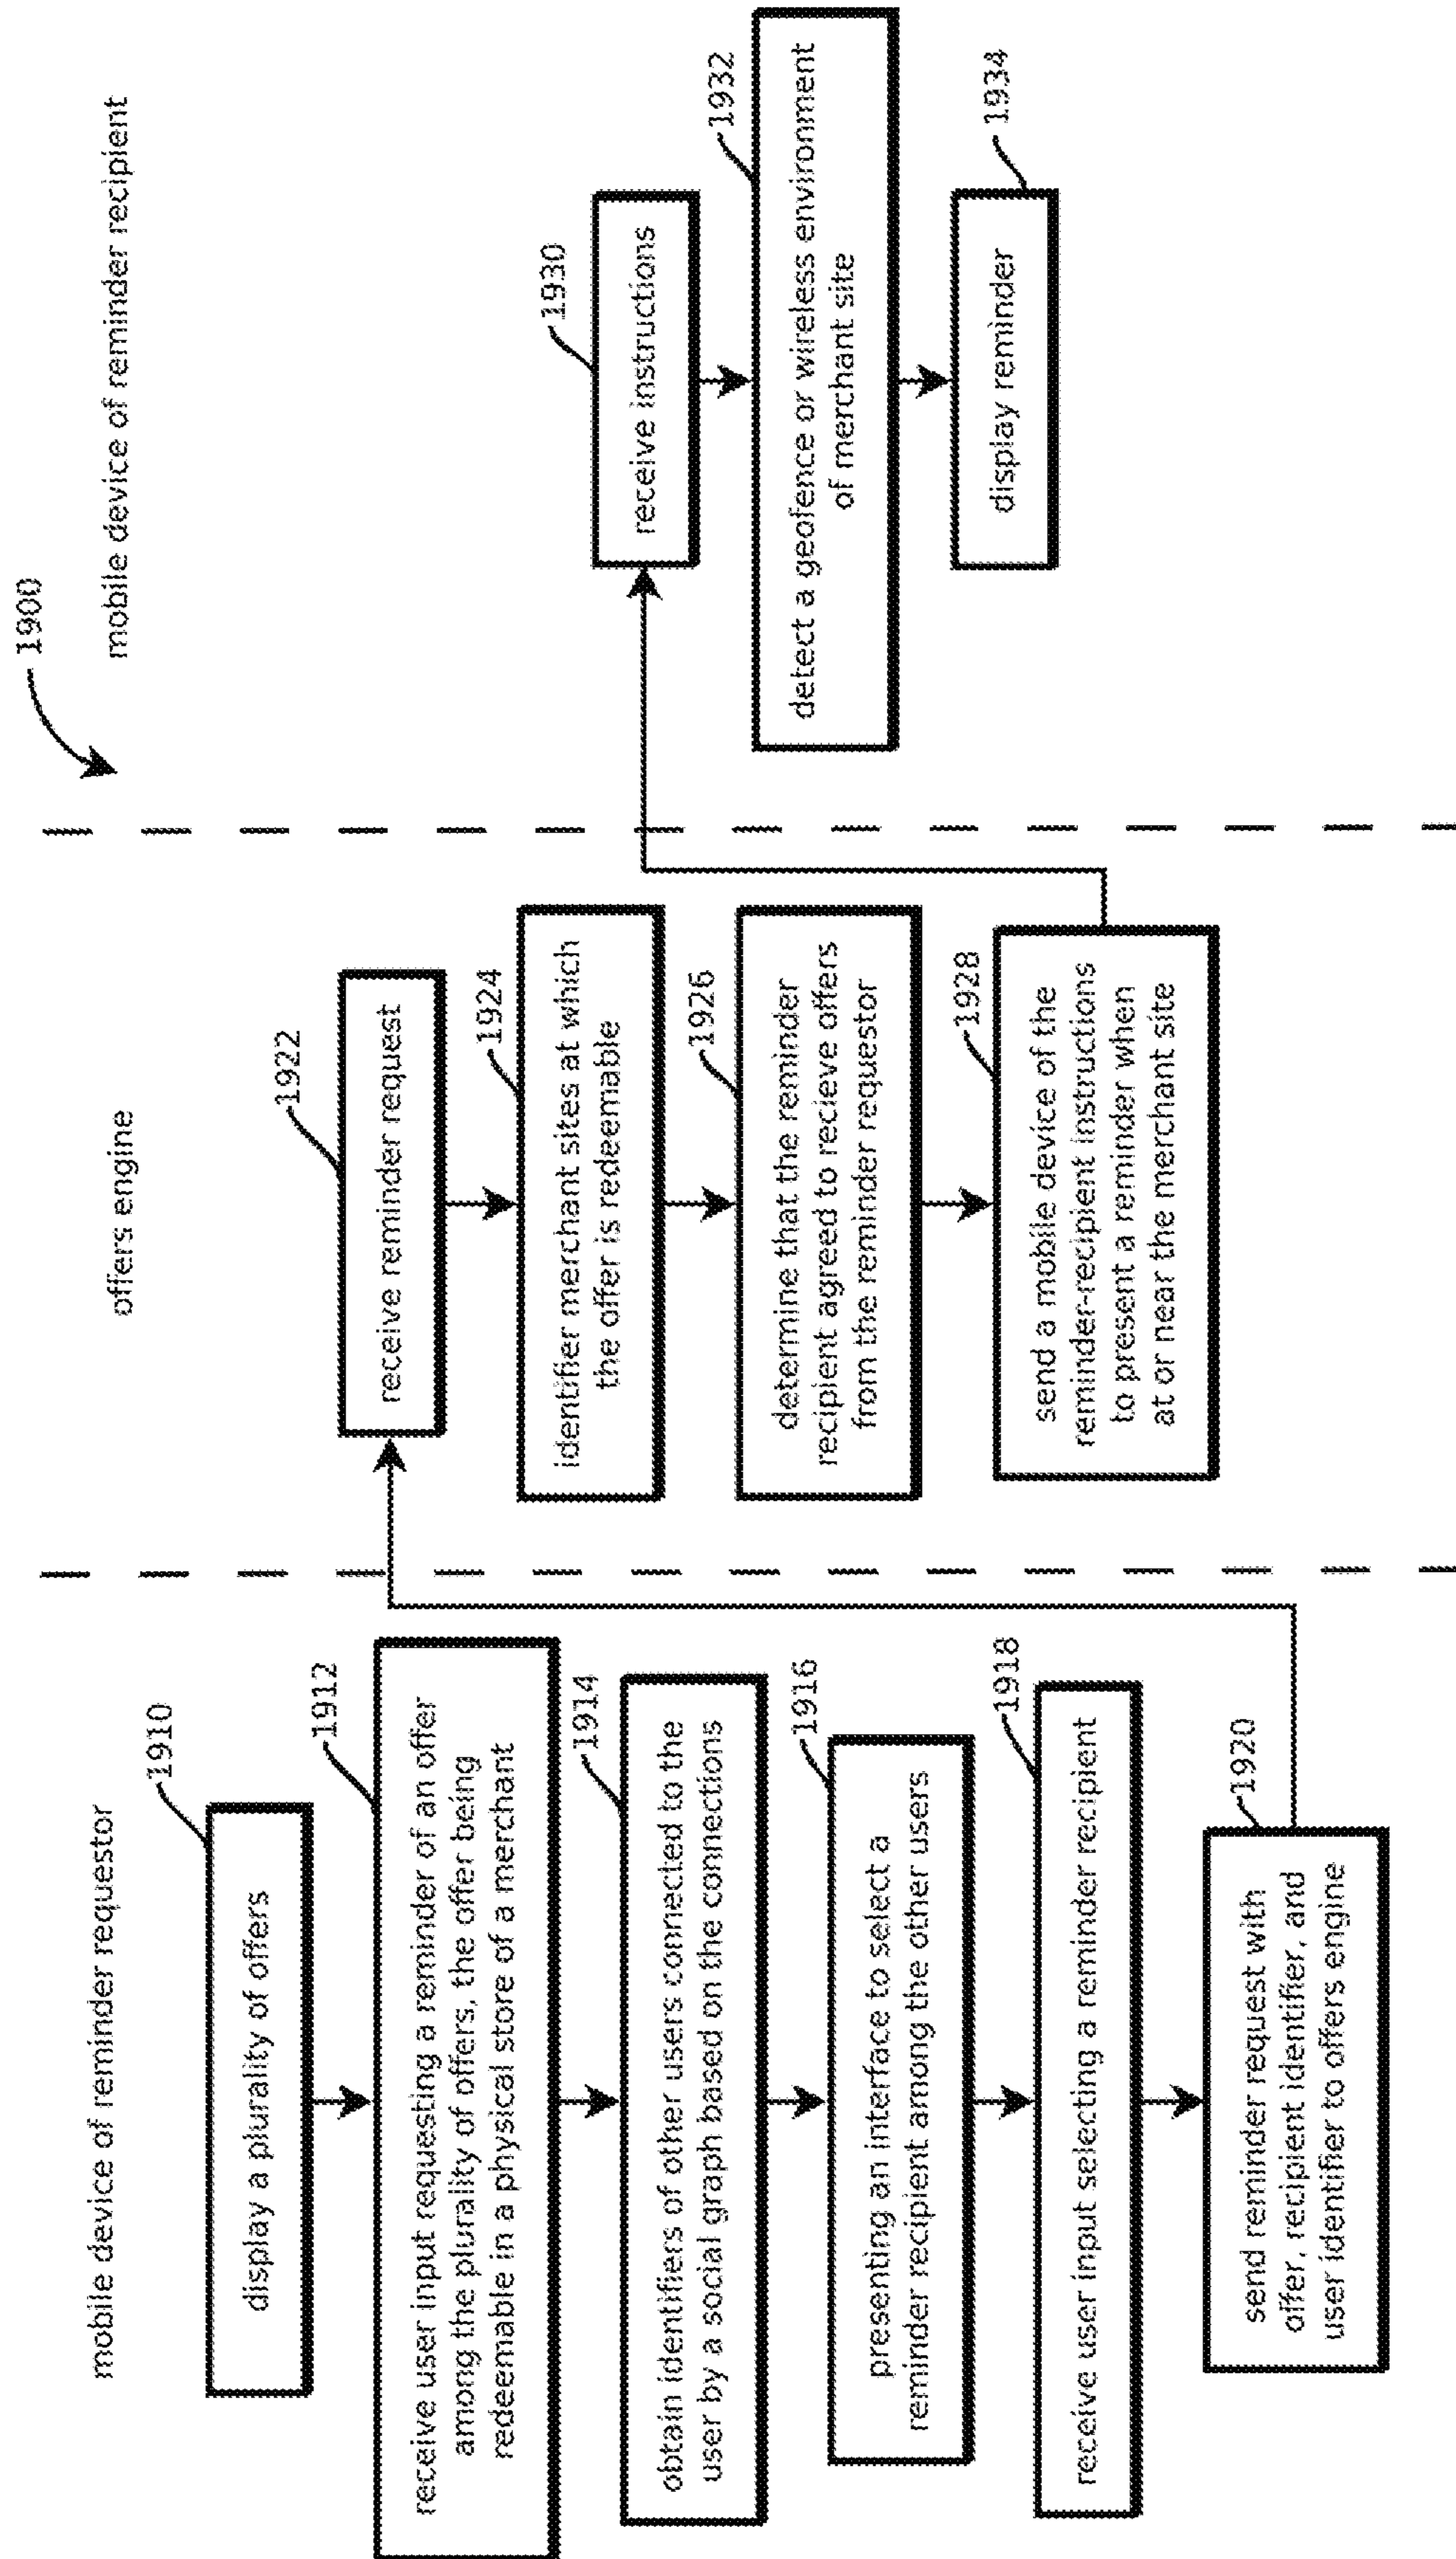 1900
mobile device of reminder requestor
1910
display a plurality of offers
1912
receive user input requesting a reminder of an offer
among the plurality of offers, the offer being
redeemable in a physical store of a merchant
1914
obtain identifiers of other users connected to the
user by a social graph based on the connections
1916
presenting an interface to select a
reminder recipient among the other users
1918
receive user input selecting a reminder recipient
1920
send reminder request with
offer, recipient identifier, and
user identifier to offers engine
offers engine
1922
receive reminder request
1924
identifier merchant sites at which
the offer is redeemable
1926
determine that the reminder
recipient agreed to recieve offers
from the reminder requestor
1928
send a mobile device of the
reminder-recipient instructions
to present a reminder when
at or near the merchant site
mobile device of reminder recipient
1930
receive instructions
1932
detect a geofence or wireless environment
of merchant site
1934
display reminder